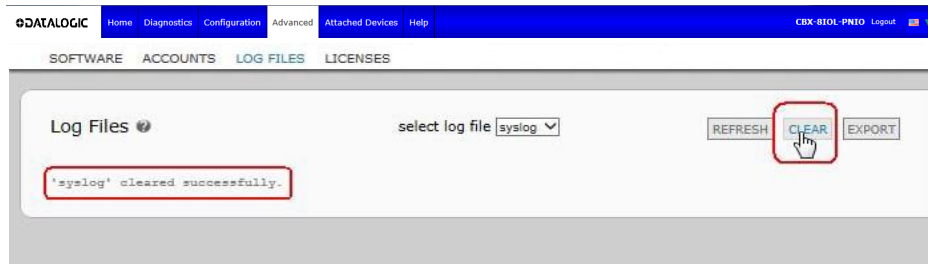 DATALOGIC Home Diagnostics Configuration Advanced Attached Devices Help CBX-8IOL-PNIO Logout
SOFTWARE ACCOUNTS LOG FILES LICENSES
Log Files ? select log file syslog REFRESH CLEAR EXPORT
'syslog' cleared successfully.